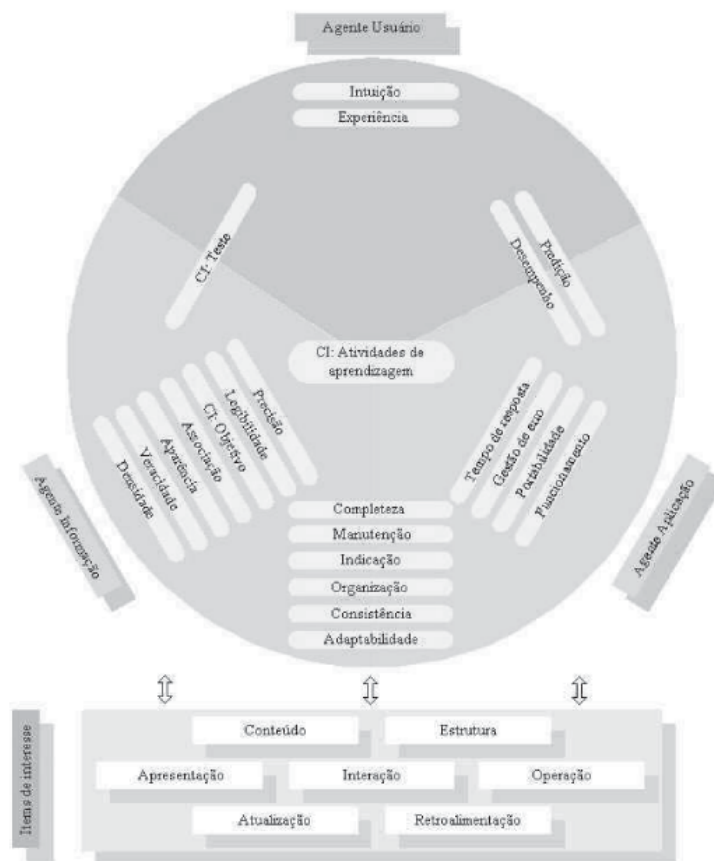 Agente Usuário
Intuição
Experiência
CI: Teste
Predição
Desempenho
CI: Atividades de
aprendizagem
Precisão
Legibilidade
CI: Objetivo
Associação
Aparência
Veracidade
Densidade
Tempo de resposta
Gestão de erro
Portabilidade
Funcionamento
Agente informação
Agente Aplicação
Completeza
Manutenção
Indicação
Organização
Consistência
Adaptabilidade
Items de interesse
Conteúdo
Estrutura
Apresentação
Interação
Operação
Atualização
Retroalimentação